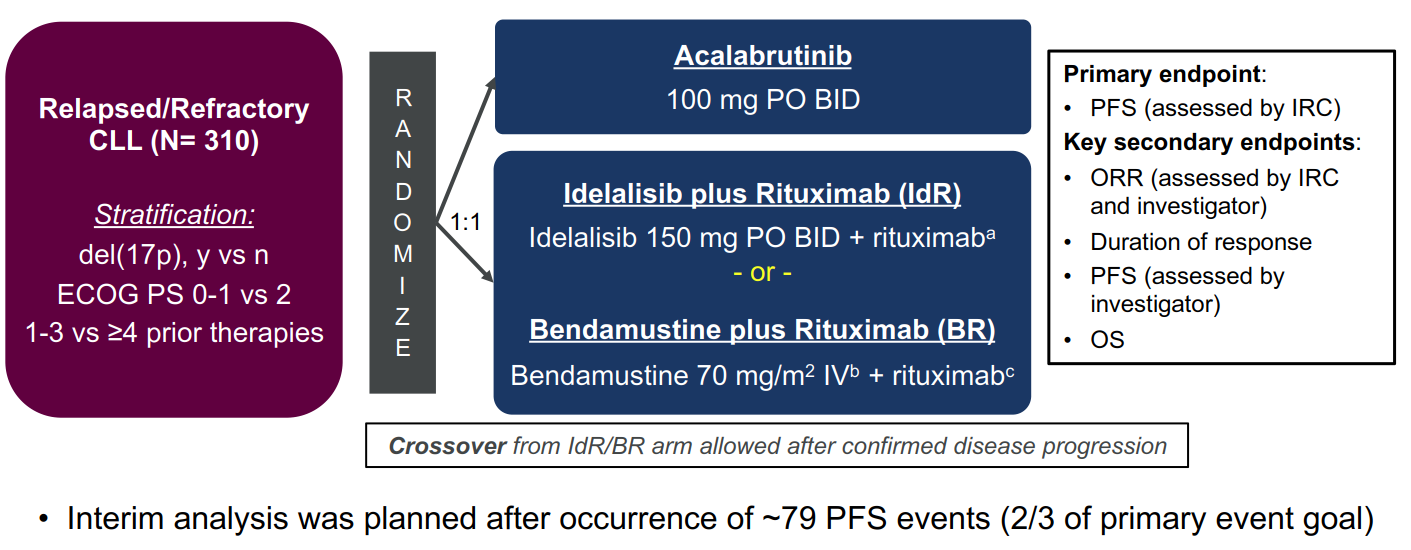 Relapsed/Refractory
CLL (N= 310)
Stratification:
del(17p), y vs n
ECOG PS 0-1 vs 2
1-3 vs ≥4 prior therapies
R
A
N
D
O
M
I
Z
E
1:1
Acalabrutinib
100 mg PO BID
Idelalisib plus Rituximab (IdR)
Idelalisib 150 mg PO BID + rituximabᵃ
- or -
Bendamustine plus Rituximab (BR)
Bendamustine 70 mg/m² IVᵇ + rituximabᶜ
Primary endpoint:
• PFS (assessed by IRC)
Key secondary endpoints:
• ORR (assessed by IRC
and investigator)
• Duration of response
• PFS (assessed by
investigator)
• OS
Crossover from IdR/BR arm allowed after confirmed disease progression
• Interim analysis was planned after occurrence of ~79 PFS events (2/3 of primary event goal)